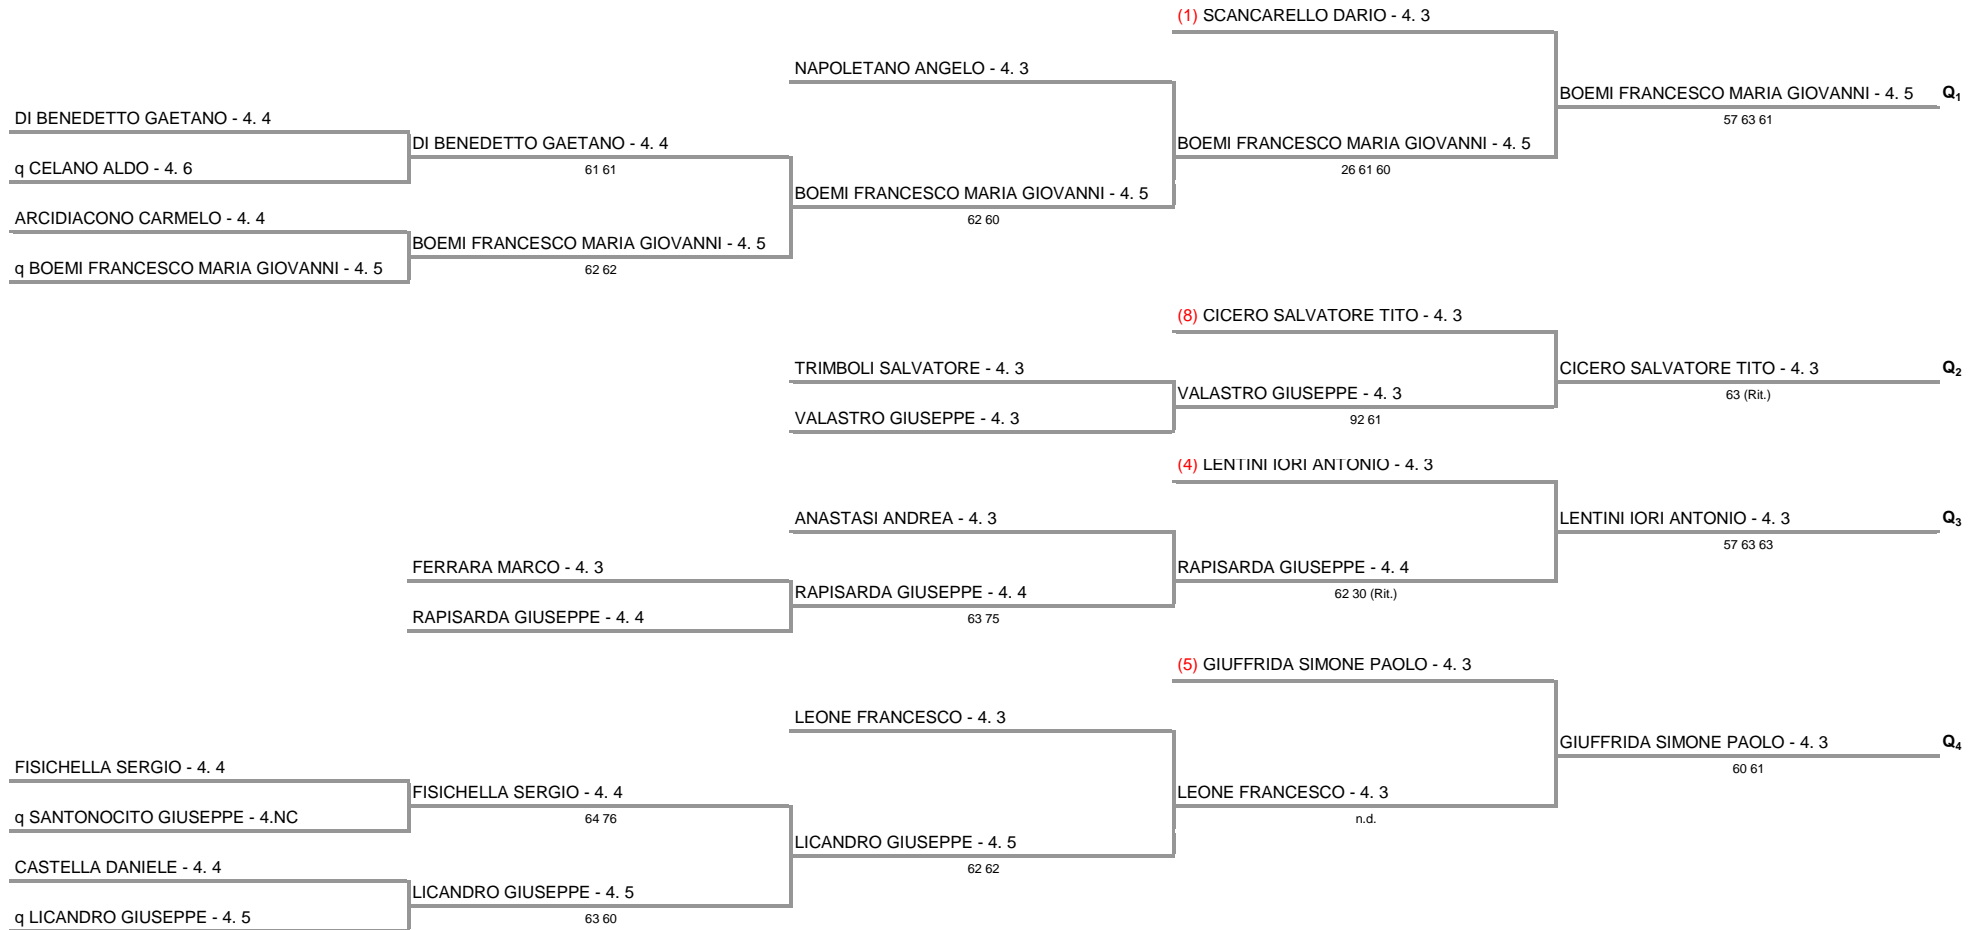 (1) SCANCARELLO DARIO - 4. 3
NAPOLETANO ANGELO - 4. 3
BOEMI FRANCESCO MARIA GIOVANNI - 4. 5 Q1
57 63 61
DI BENEDETTO GAETANO - 4. 4
DI BENEDETTO GAETANO - 4. 4
61 61
BOEMI FRANCESCO MARIA GIOVANNI - 4. 5
26 61 60
q CELANO ALDO - 4. 6
BOEMI FRANCESCO MARIA GIOVANNI - 4. 5
62 60
ARCIDIACONO CARMELO - 4. 4
BOEMI FRANCESCO MARIA GIOVANNI - 4. 5
62 62
q BOEMI FRANCESCO MARIA GIOVANNI - 4. 5
(8) CICERO SALVATORE TITO - 4. 3
TRIMBOLI SALVATORE - 4. 3
CICERO SALVATORE TITO - 4. 3 Q2
63 (Rit.)
VALASTRO GIUSEPPE - 4. 3
92 61
VALASTRO GIUSEPPE - 4. 3
(4) LENTINI IORI ANTONIO - 4. 3
ANASTASI ANDREA - 4. 3
LENTINI IORI ANTONIO - 4. 3 Q3
57 63 63
FERRARA MARCO - 4. 3
RAPISARDA GIUSEPPE - 4. 4
62 30 (Rit.)
RAPISARDA GIUSEPPE - 4. 4
63 75
RAPISARDA GIUSEPPE - 4. 4
(5) GIUFFRIDA SIMONE PAOLO - 4. 3
LEONE FRANCESCO - 4. 3
GIUFFRIDA SIMONE PAOLO - 4. 3 Q4
60 61
FISICHELLA SERGIO - 4. 4
FISICHELLA SERGIO - 4. 4
64 76
LEONE FRANCESCO - 4. 3
n.d.
q SANTONOCITO GIUSEPPE - 4.NC
LICANDRO GIUSEPPE - 4. 5
62 62
CASTELLA DANIELE - 4. 4
LICANDRO GIUSEPPE - 4. 5
63 60
q LICANDRO GIUSEPPE - 4. 5